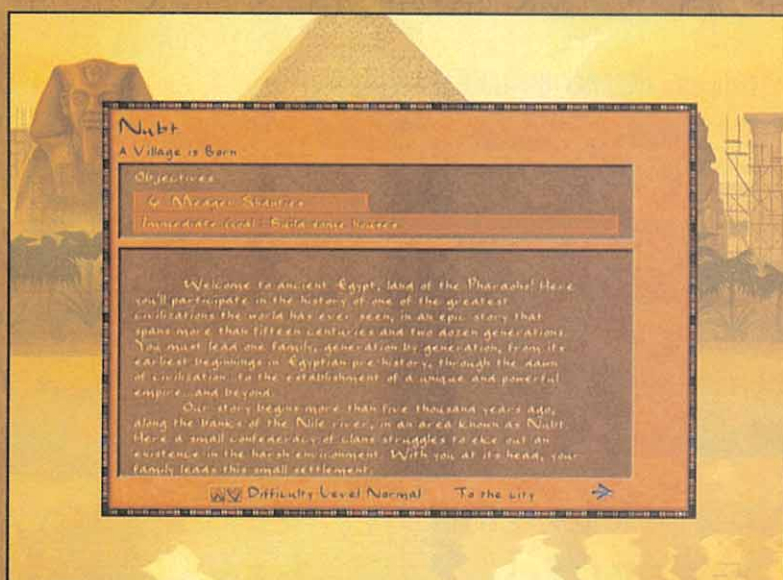 Nubt
A Village is Born
Objectives
6 Meager Shanties
Immediate Goal: Build some houses
Welcome to ancient Egypt, land of the Pharaohs! Here
you'll participate in the history of one of the greatest
civilizations the world has ever seen, in an epic story that
spans more than fifteen centuries and two dozen generations.
You must lead one family, generation by generation, from its
earliest beginnings in Egyptian pre-history, through the dawn
of civilization...to the establishment of a unique and powerful
empire...and beyond.
Our story begins more than five thousand years ago,
along the banks of the Nile river, in an area known as Nubt.
Here a small confederacy of clans struggles to eke out an
existence in the harsh environment. With you at its head, your
family leads this small settlement.
Difficulty Level Normal To the city